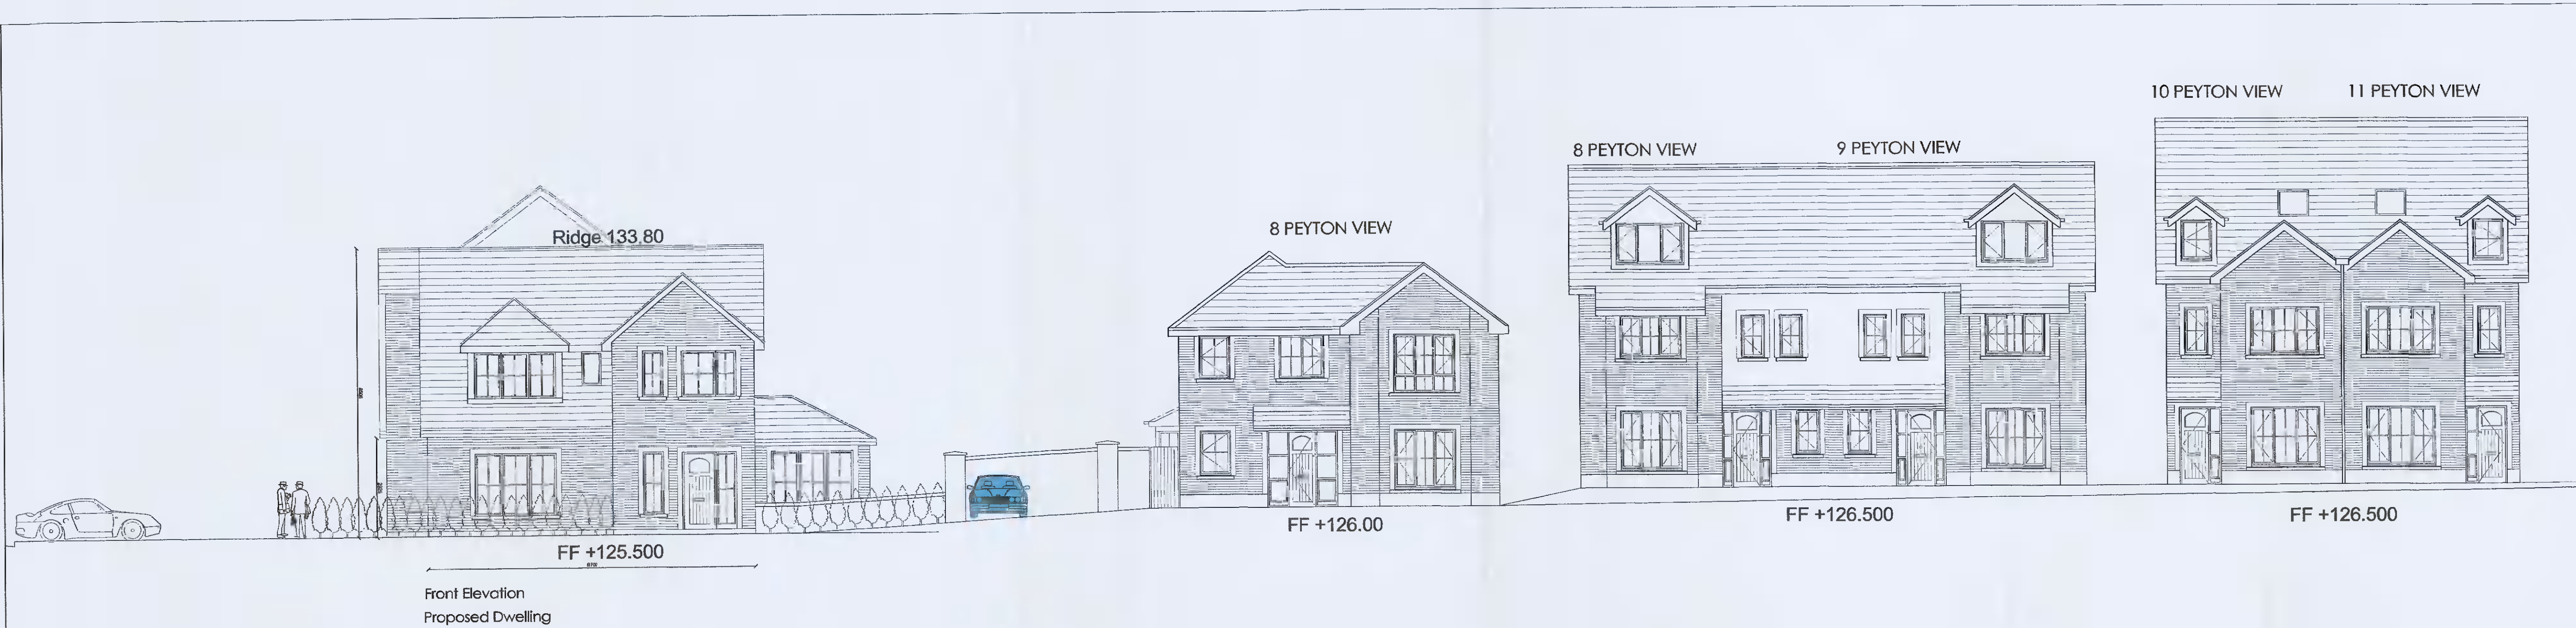 10 PEYTON VIEW
11 PEYTON VIEW
8 PEYTON VIEW
9 PEYTON VIEW
8 PEYTON VIEW
Ridge 133.80
FF +126.500
FF +126.500
FF +126.00
FF +125.500
Front Elevation
Proposed Dwelling